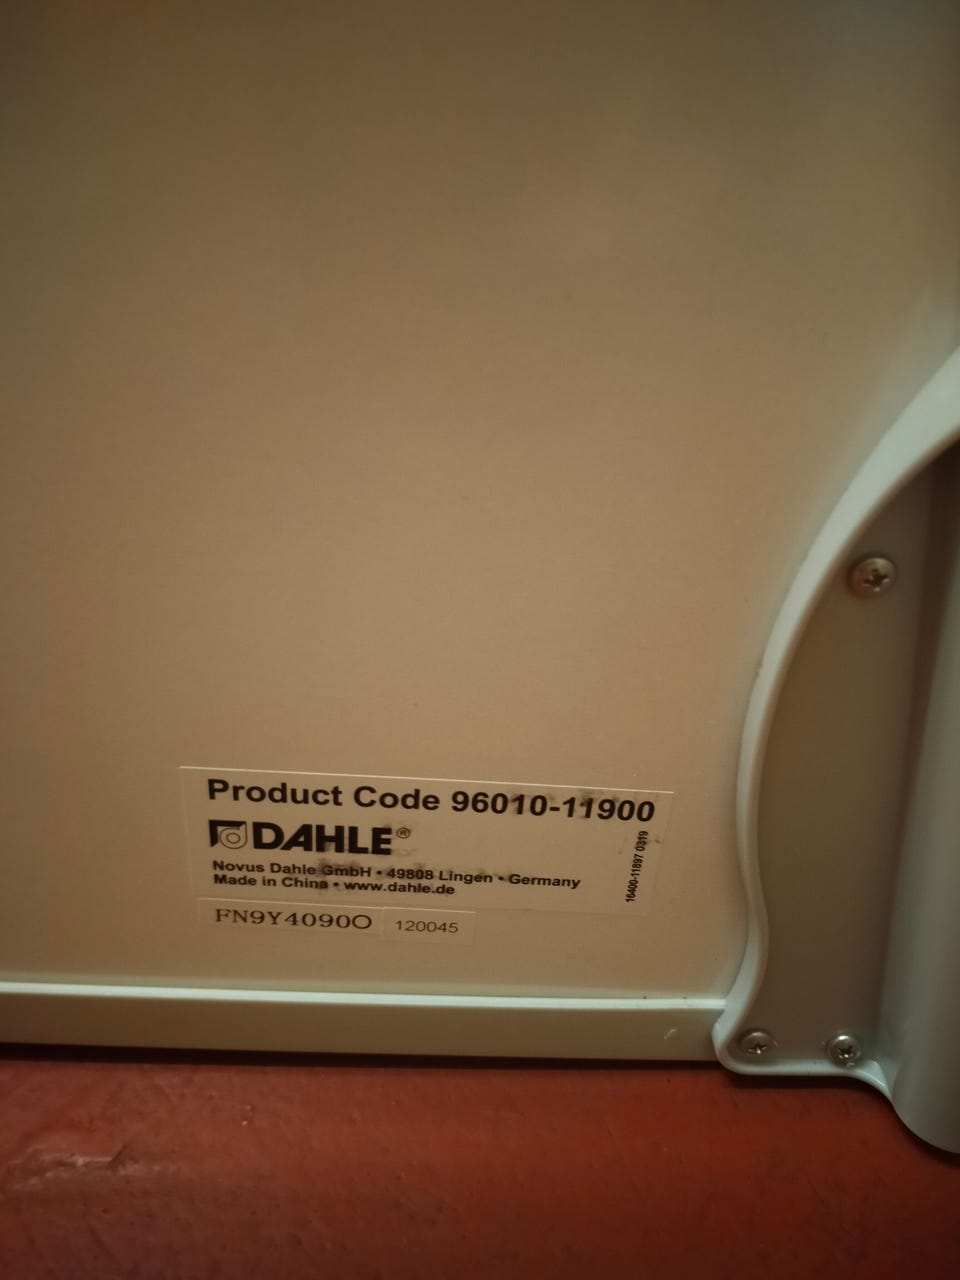 Product Code 96010-11900
DAHLE®
Novus Dahle GmbH • 49808 Lingen • Germany
Made in China • www.dahle.de
16400-11897 0319
FN9Y4090O
120045